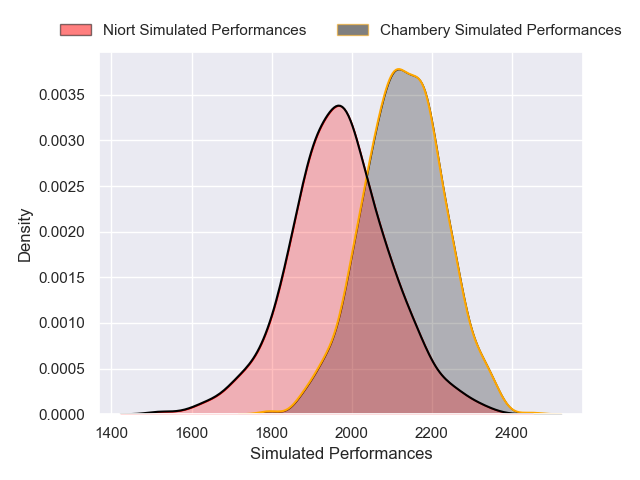 Niort Simulated Performances
Chambery Simulated Performances
0.0035
0.0030
0.0025
0.0020
0.0015
0.0010
0.0005
0.0000
Density
1400 1600 1800 2000 2200 2400
Simulated Performances